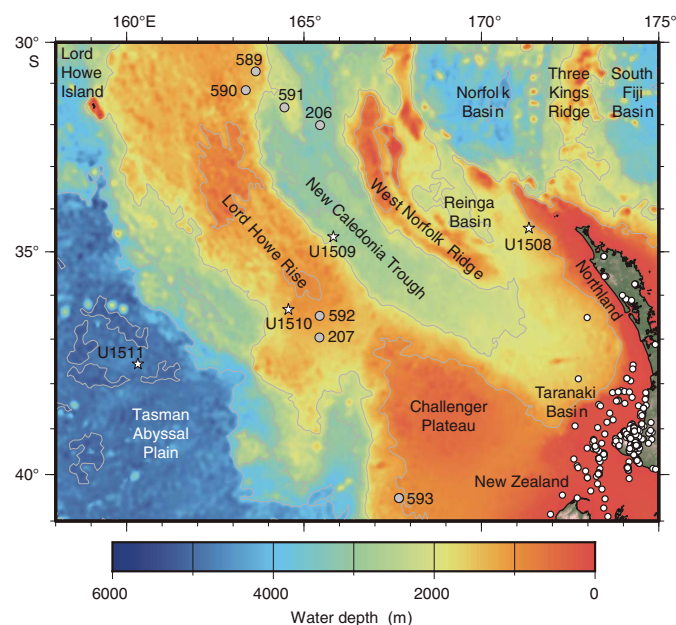 160°E
165°
170°
175°
30°
S
35°
40°
Lord
Howe
Island
589
590
591
206
Norfolk
Basin
Three
Kings
Ridge
South
Fiji
Basin
West Norfolk Ridge
Reinga
Basin
New Caledonia Trough
Lord Howe Rise
U1509
U1508
Northland
U1510
592
207
U1511
Tasman
Abyssal
Plain
Challenger
Plateau
Taranaki
Basin
New Zealand
593
6000
4000
2000
0
Water depth (m)